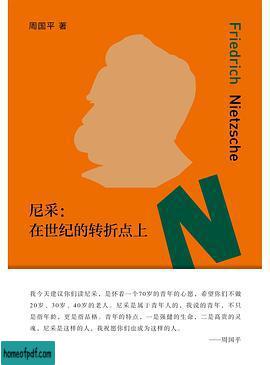 周国平 著
Friedrich Nietzsche
尼采：
在世纪的转折点上
N
我今天建议你们读尼采，是怀着一个70岁的青年的心愿，希望你们不做
20岁、30岁、40岁的老人。尼采是属于青年人的，我说的青年，不只
是指年龄，更是指品格。青年的特点，一是强健的生命，二是高贵的灵
魂，尼采是这样的人，我祝愿你们也成为这样的人。
——周国平
homeofpdf.com